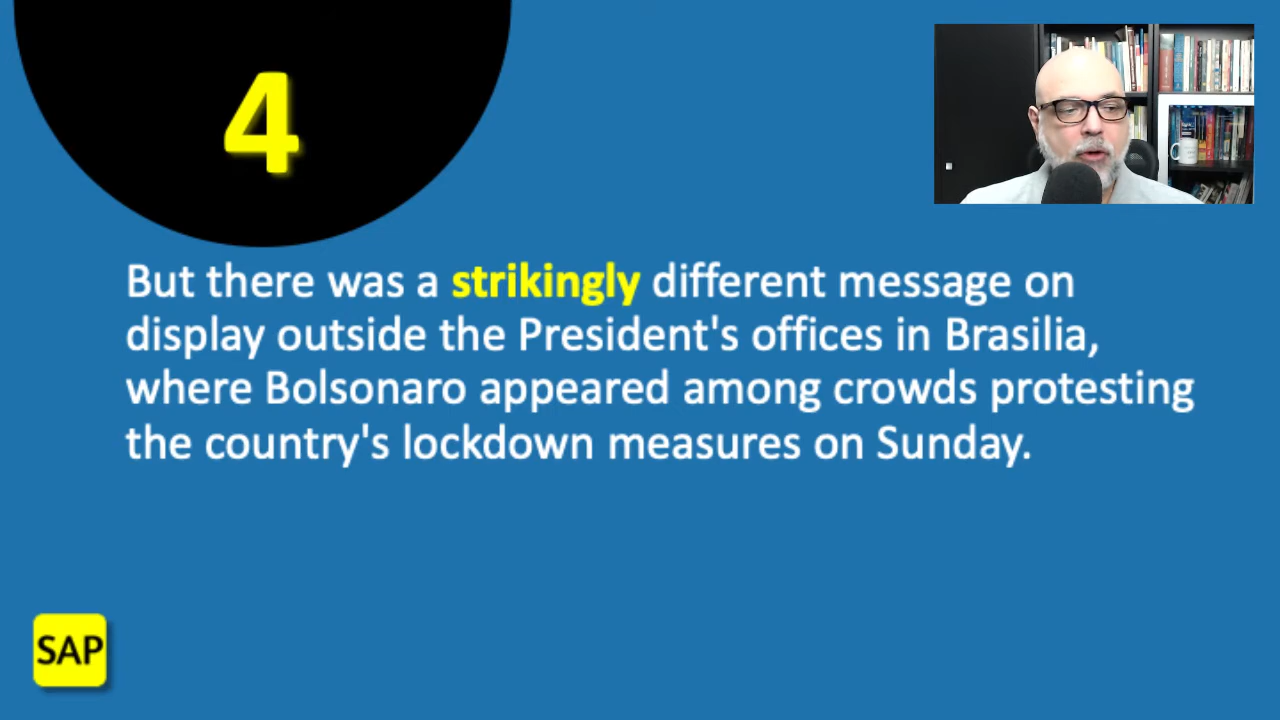 4
But there was a strikingly different message on
display outside the President's offices in Brasilia,
where Bolsonaro appeared among crowds protesting
the country's lockdown measures on Sunday.
SAP